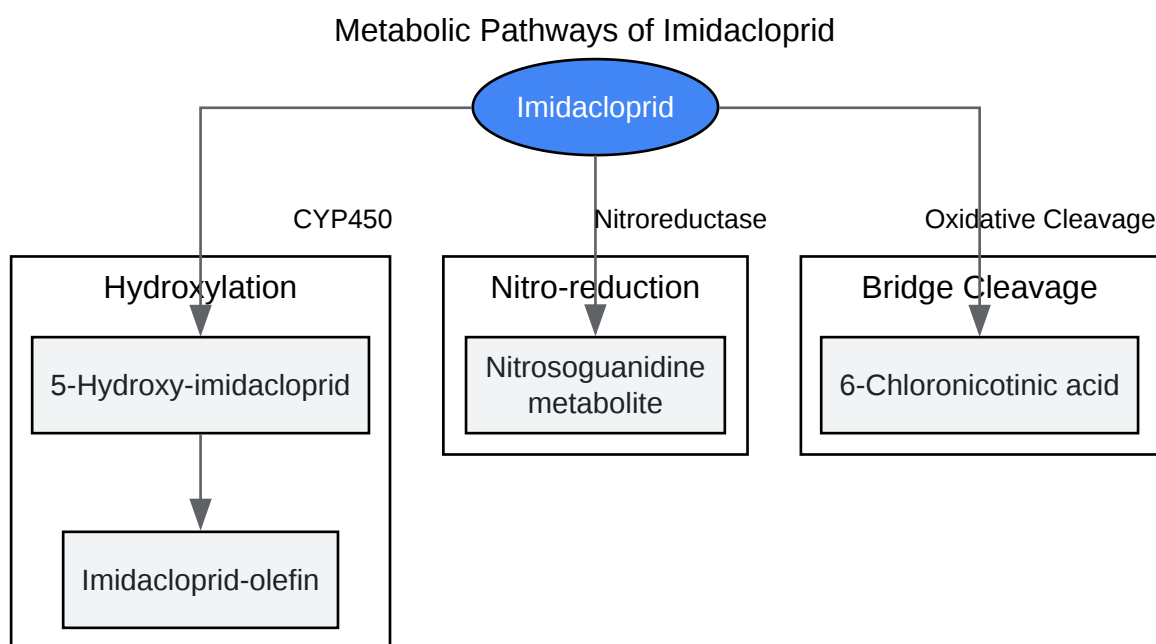 Metabolic Pathways of Imidacloprid
Imidacloprid
CYP450
Nitroreductase
Oxidative Cleavage
Hydroxylation
Nitro-reduction
Bridge Cleavage
5-Hydroxy-imidacloprid
Nitrosoguanidine
metabolite
6-Chloronicotinic acid
Imidacloprid-olefin